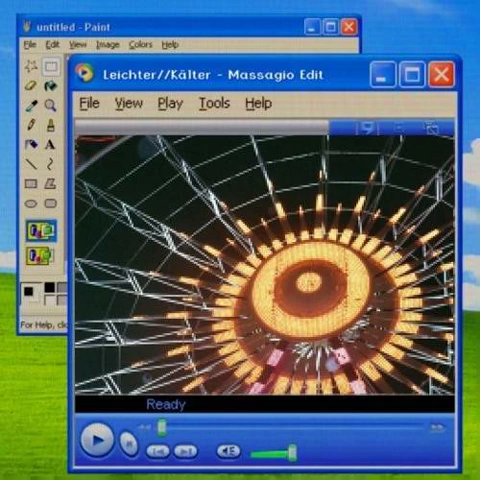 untitled - Paint
File Edit View Image Colors Help
A
Leichter//Kälter - Massagio Edit
File View Play Tools Help
For Help, clic
Ready